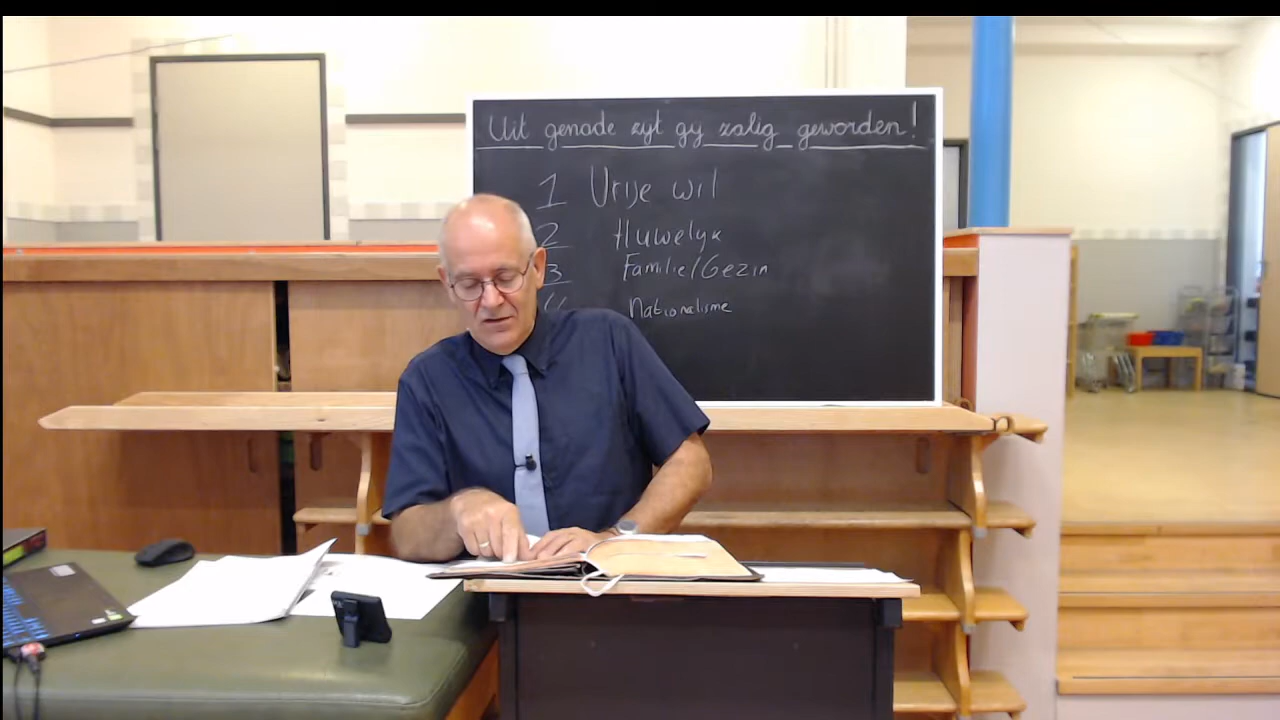 Uit genade zyt gy zalig geworden!
1 Vrije wil
2 Huwelyk
3 Familie/Gezin
4 Nationalisme